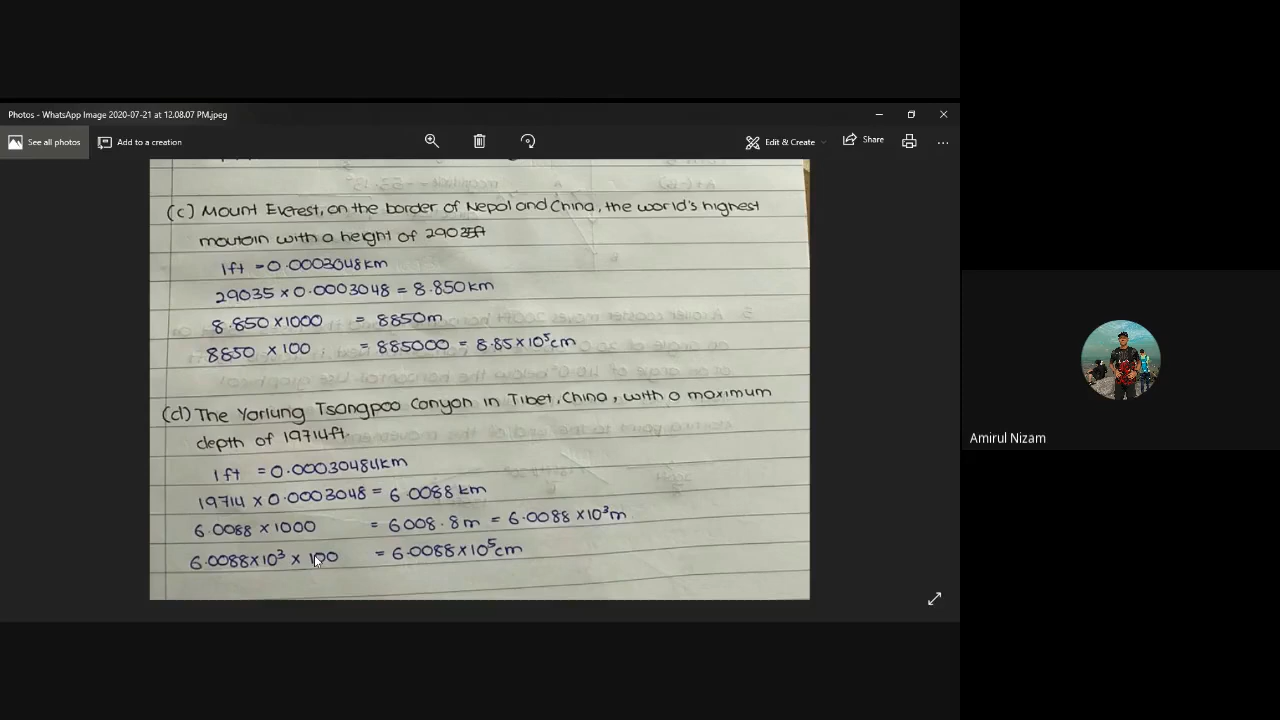 Photos - WhatsApp Image 2020-07-21 at 12.08.07 PM.jpeg
See all photos
Add to a creation
Edit & Create
Share
(c) Mount Everest, on the border of Nepal and China, the world's highest
moutain with a height of 29035ft
1ft = 0.0003048km
29035 × 0.0003048 = 8.850km
8.850 × 1000 = 8850m
8850 × 100 = 885000 = 8.85 × 10⁵cm
(d) The Yarlung Tsangpoo Canyon in Tibet, China, with a maximum
depth of 19714ft.
1ft = 0.00030484km
19714 × 0.0003048 = 6.0088 km
6.0088 × 1000 = 6008.8m = 6.0088 × 10³m
6.0088 × 10³ × 100 = 6.0088 × 10⁵cm
Amirul Nizam